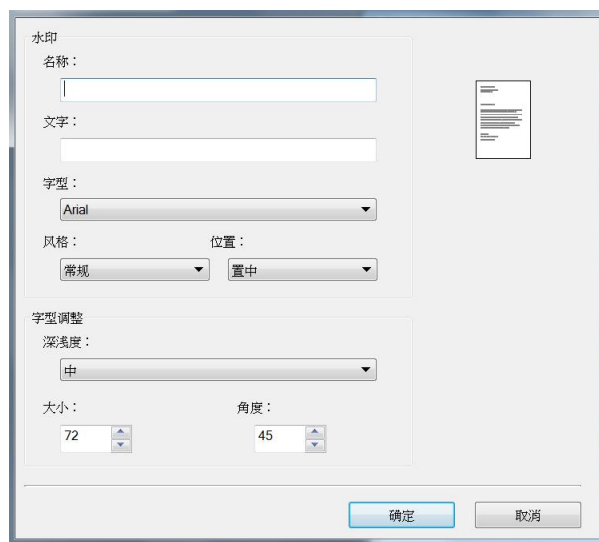 水印
名称：
文字：
字型：
Arial
风格： 位置：
常规 置中
字型调整
深浅度：
中
大小： 角度：
72 45
确定 取消